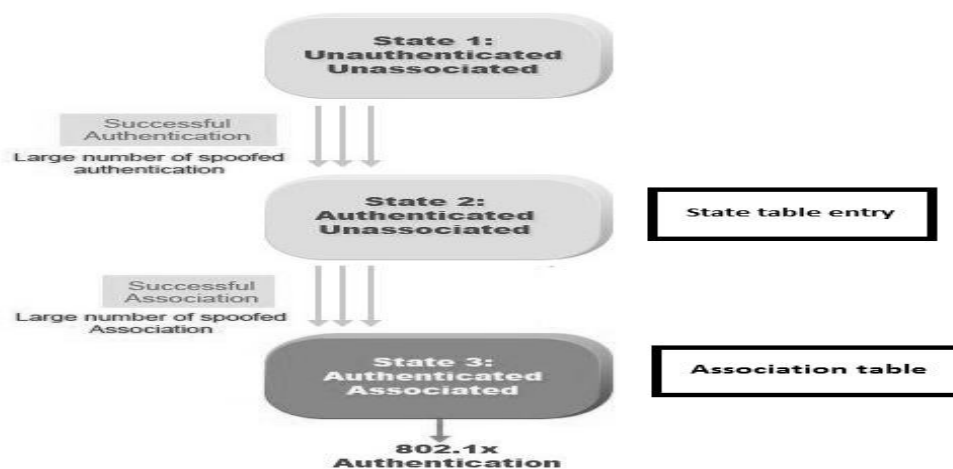 State 1:
Unauthenticated
Unassociated
Successful
Authentication
Large number of spoofed
authentication
State 2:
Authenticated
Unassociated
State table entry
Successful
Association
Large number of spoofed
Association
State 3:
Authenticated
Associated
Association table
802.1x
Authentication